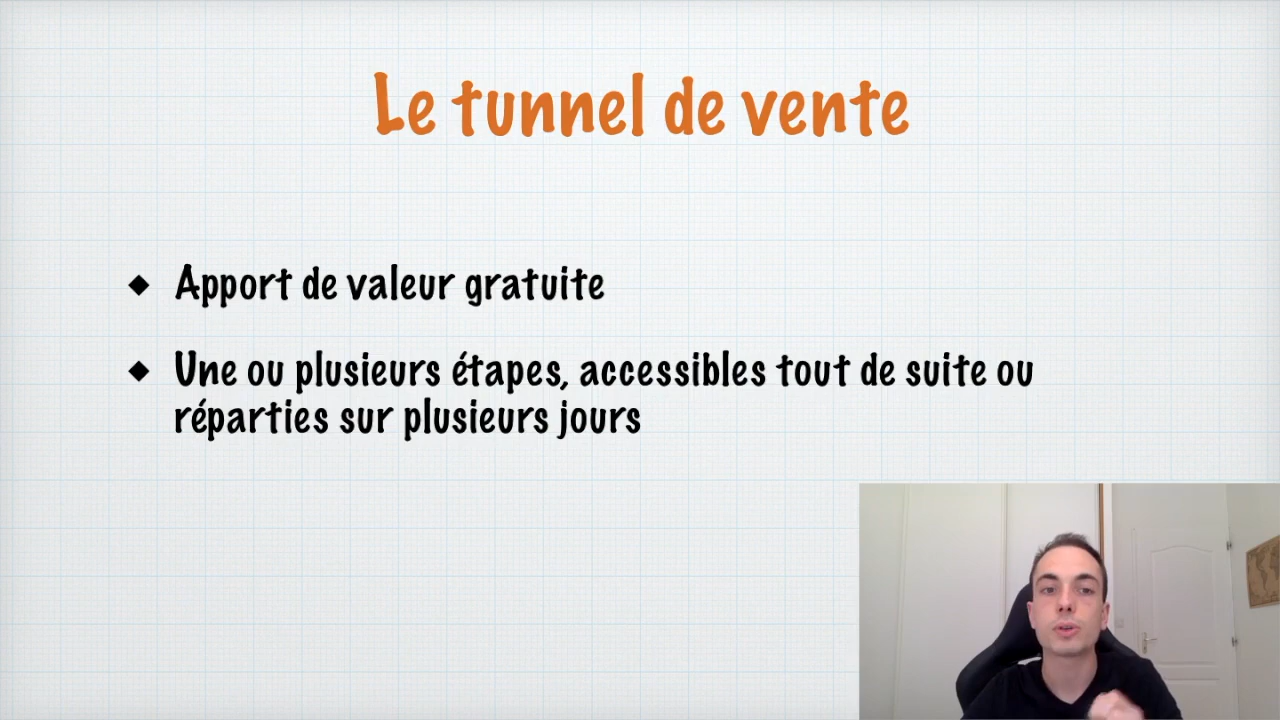 Le tunnel de vente
Apport de valeur gratuite
Une ou plusieurs étapes, accessibles tout de suite ou
réparties sur plusieurs jours